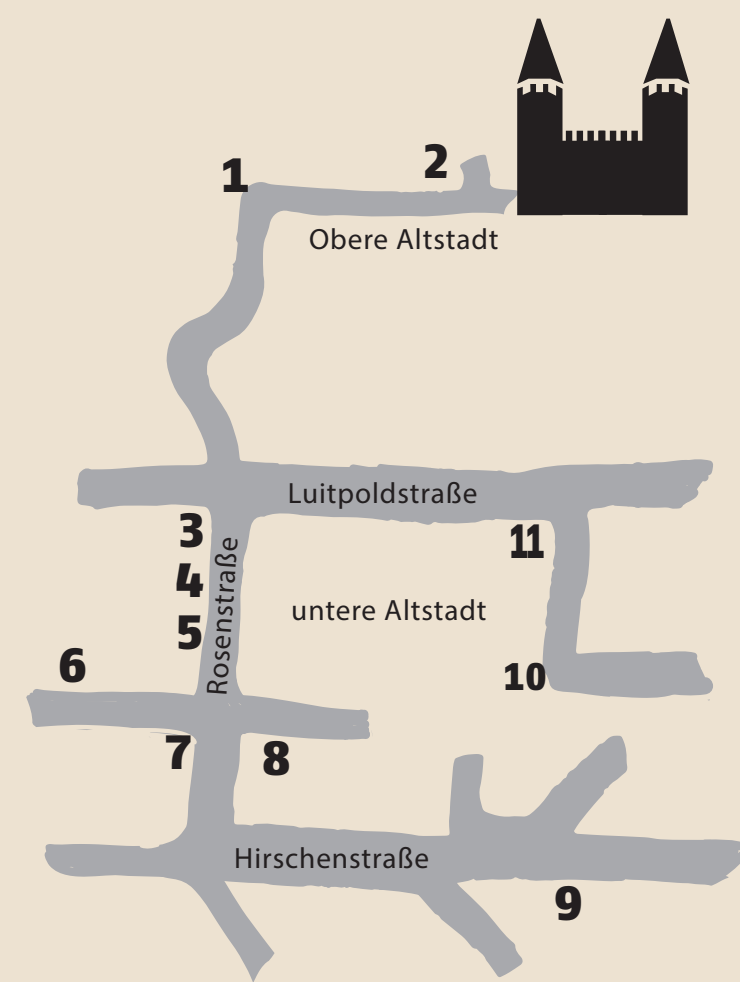 1
2
Obere Altstadt
Luitpoldstraße
3
11
4
Rosenstraße
untere Altstadt
5
6
10
7
8
Hirschenstraße
9